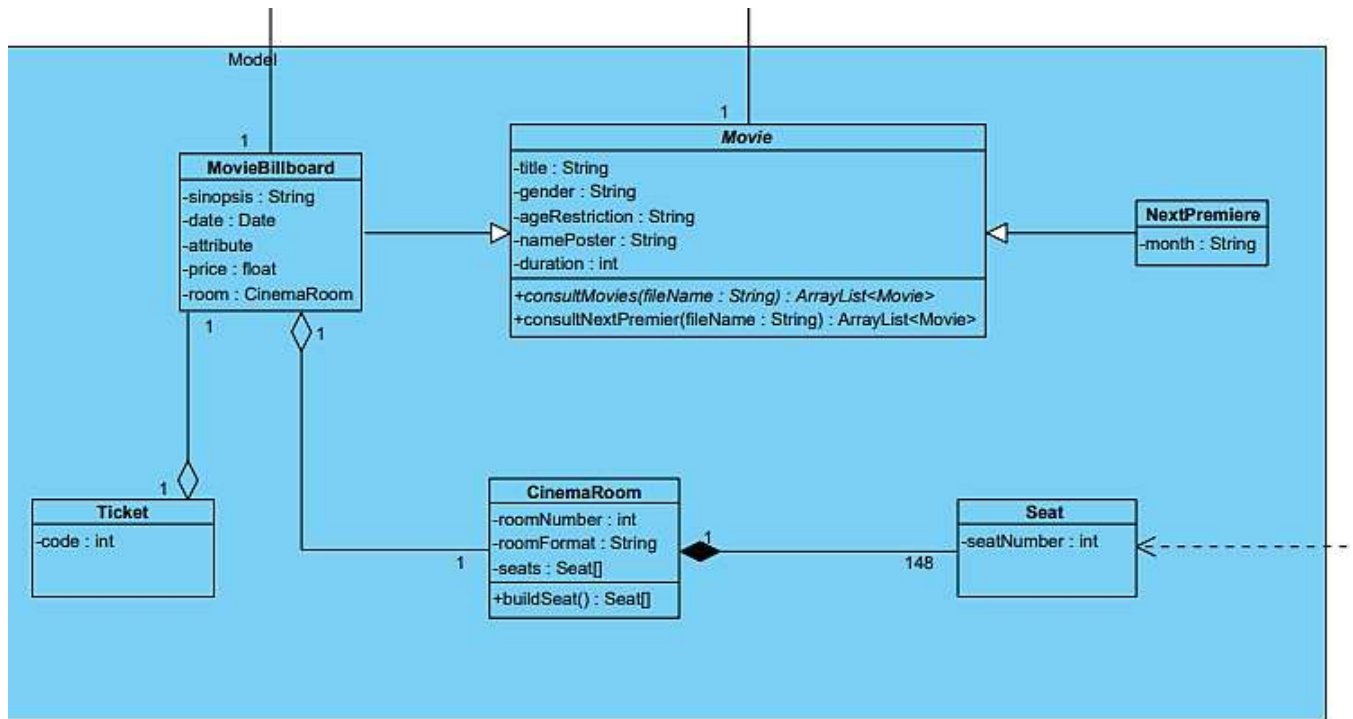 Model
1
1
MovieBillboard
-sinopsis : String
-date : Date
-attribute
-price : float
-room : CinemaRoom
1
1
Movie
-title : String
-gender : String
-ageRestriction : String
-namePoster : String
-duration : int
+consultMovies(fileName : String) : ArrayList<Movie>
+consultNextPremier(fileName : String) : ArrayList<Movie>
NextPremiere
-month : String
1
Ticket
-code : int
CinemaRoom
-roomNumber : int
-roomFormat : String
-seats : Seat[]
+buildSeat() : Seat[]
1
1
148
Seat
-seatNumber : int